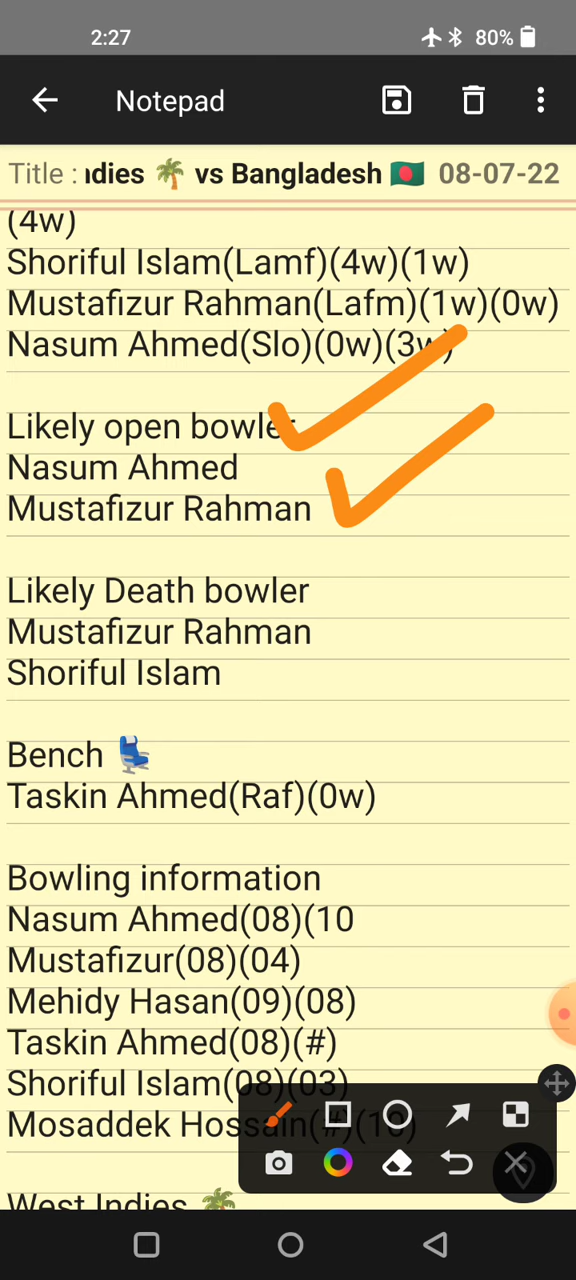 2:27 80%
Notepad
Title : ndies 🌴 vs Bangladesh 🇧🇩 08-07-22
(4w)
Shoriful Islam(Lamf)(4w)(1w)
Mustafizur Rahman(Lafm)(1w)(0w)
Nasum Ahmed(Slo)(0w)(3w)
Likely open bowler
Nasum Ahmed
Mustafizur Rahman
Likely Death bowler
Mustafizur Rahman
Shoriful Islam
Bench 💺
Taskin Ahmed(Raf)(0w)
Bowling information
Nasum Ahmed(08)(10
Mustafizur(08)(04)
Mehidy Hasan(09)(08)
Taskin Ahmed(08)(#)
Shoriful Islam(08)(03)
Mosaddek Hossain(#)(10)
West Indies 🌴